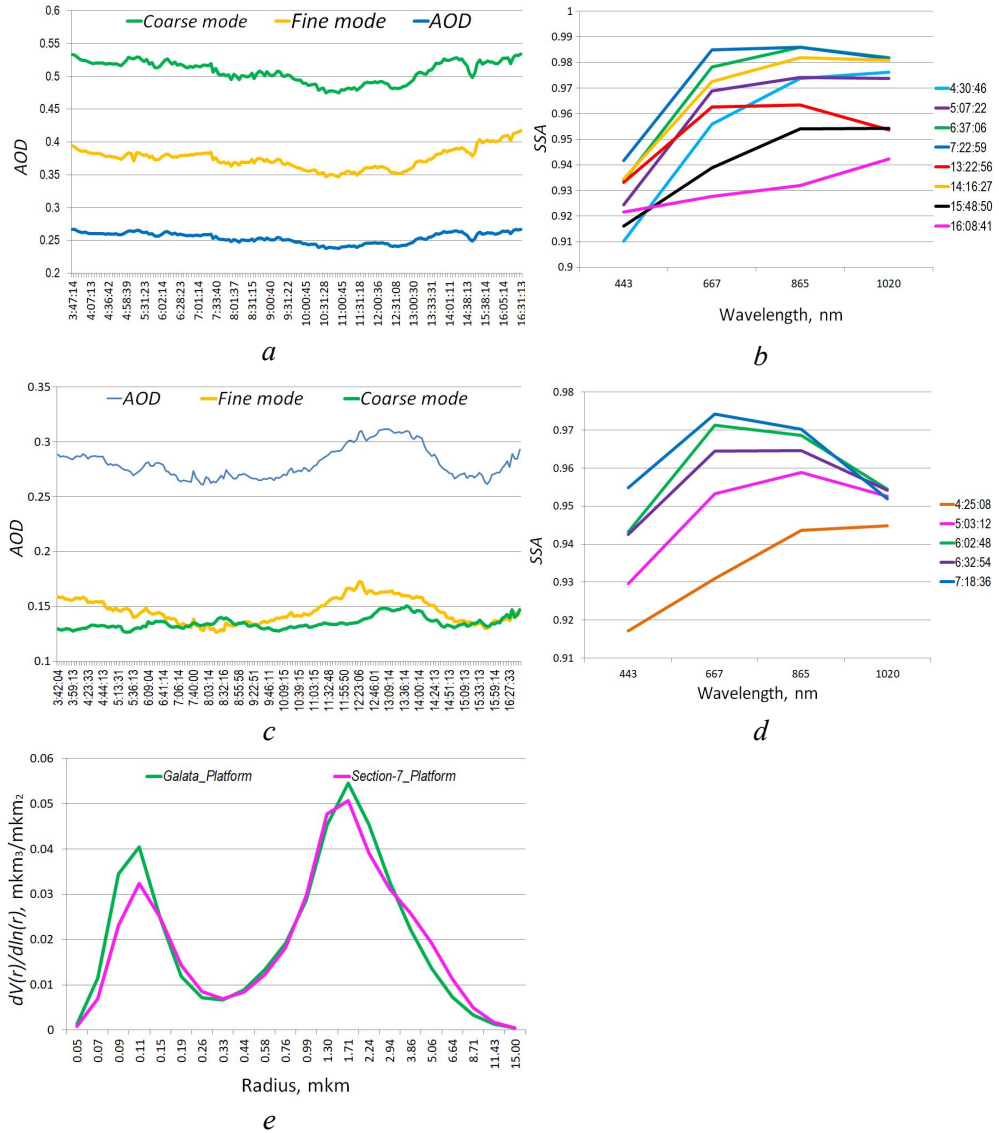 Coarse mode Fine mode AOD
AOD
0.6
0.55
0.5
0.45
0.4
0.35
0.3
0.25
0.2
3:47:14 4:07:13 4:36:42 4:58:39 5:31:23 6:02:14 6:28:23 7:01:14 7:33:40 8:01:37 8:31:15 9:00:40 9:31:22 10:00:45 10:31:28 11:00:45 11:31:13 12:00:36 12:31:08 13:00:30 13:33:31 14:01:11 14:38:13 15:38:14 16:05:14 16:31:13
a
SSA
1
0.99
0.98
0.97
0.96
0.95
0.94
0.93
0.92
0.91
0.9
443 667 865 1020
Wavelength, nm
4:30:46
5:07:22
6:37:06
7:22:59
13:22:56
14:16:27
15:48:50
16:08:41
b
AOD Fine mode Coarse mode
AOD
0.35
0.3
0.25
0.2
0.15
0.1
3:42:04 3:59:13 4:23:33 4:44:13 5:13:31 5:36:13 6:09:04 6:41:14 7:06:14 7:40:00 8:03:14 8:32:16 8:55:58 9:22:51 9:46:11 10:09:15 10:39:15 11:03:15 11:32:48 11:55:50 12:23:06 12:46:01 13:09:14 13:36:14 14:00:14 14:24:13 14:51:13 15:09:13 15:33:13 15:59:14 16:27:33
c
SSA
0.98
0.97
0.96
0.95
0.94
0.93
0.92
0.91
443 667 865 1020
Wavelength, nm
4:25:08
5:03:12
6:02:48
6:32:54
7:18:36
d
Galata_Platform Section-7_Platform
dV(r)/dln(r), mkm3/mkm2
0.06
0.05
0.04
0.03
0.02
0.01
0
0.05 0.07 0.09 0.11 0.15 0.19 0.26 0.33 0.44 0.58 0.76 0.99 1.30 1.71 2.24 2.94 3.86 5.06 6.64 8.71 11.43 15.00
Radius, mkm
e